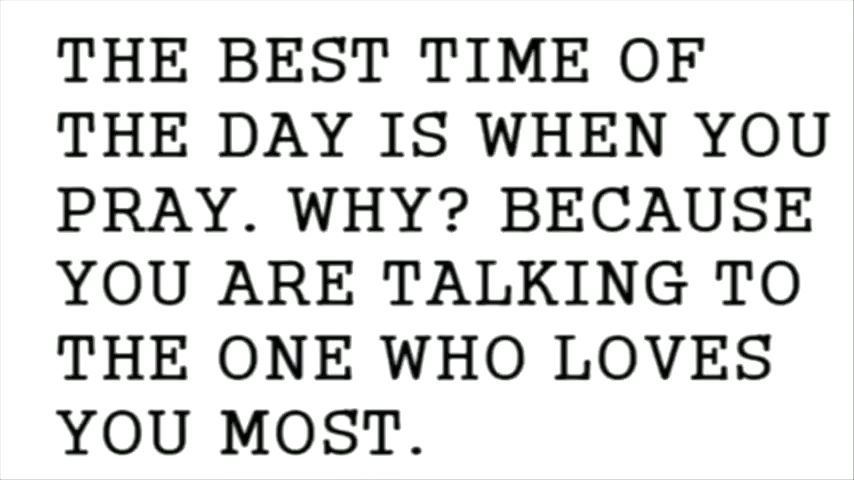 THE BEST TIME OF
THE DAY IS WHEN YOU
PRAY. WHY? BECAUSE
YOU ARE TALKING TO
THE ONE WHO LOVES
YOU MOST.